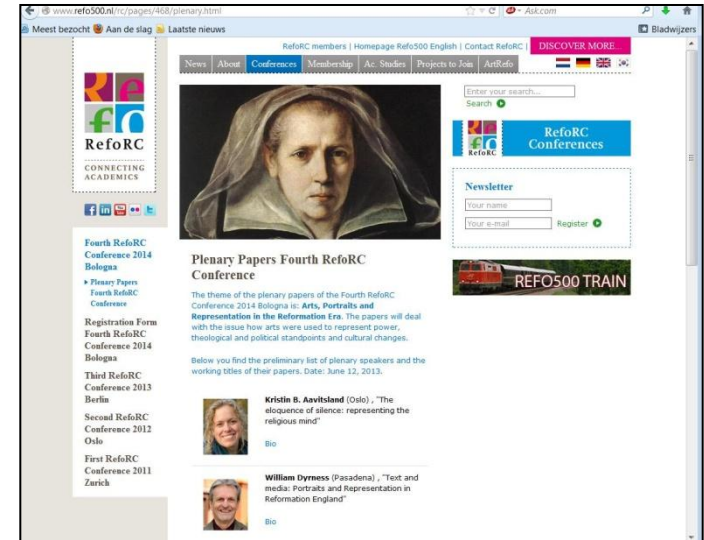 www.refo500.nl/rc/pages/468/plenary.html
Ask.com
Meest bezocht Aan de slag Laatste nieuws
Bladwijzers
RefoRC members | Homepage Refo500 English | Contact RefoRC |
DISCOVER MORE...
News About Conferences Membership Ac. Studies Projects to Join ArtRefo
Refo
RefoRC
CONNECTING
ACADEMICS
Fourth RefoRC
Conference 2014
Bologna
Plenary Papers
Fourth RefoRC
Conference
Registration Form
Fourth RefoRC
Conference 2014
Bologna
Third RefoRC
Conference 2013
Berlin
Second RefoRC
Conference 2012
Oslo
First RefoRC
Conference 2011
Zurich
Plenary Papers Fourth RefoRC
Conference
The theme of the plenary papers of the Fourth RefoRC
Conference 2014 Bologna is: Arts, Portraits and
Representation in the Reformation Era. The papers will deal
with the issue how arts were used to represent power,
theological and political standpoints and cultural changes.
Below you find the preliminary list of plenary speakers and the
working titles of their papers. Date: June 12, 2013.
Kristin B. Aavitsland (Oslo) , "The
eloquence of silence: representing the
religious mind"
Bio
William Dyrness (Pasadena) , "Text and
media: Portraits and Representation in
Reformation England"
Bio
Enter your search...
Search
Refo
RefoRC
RefoRC
Conferences
Newsletter
Your name
Your e-mail
Register
REFO500 TRAIN